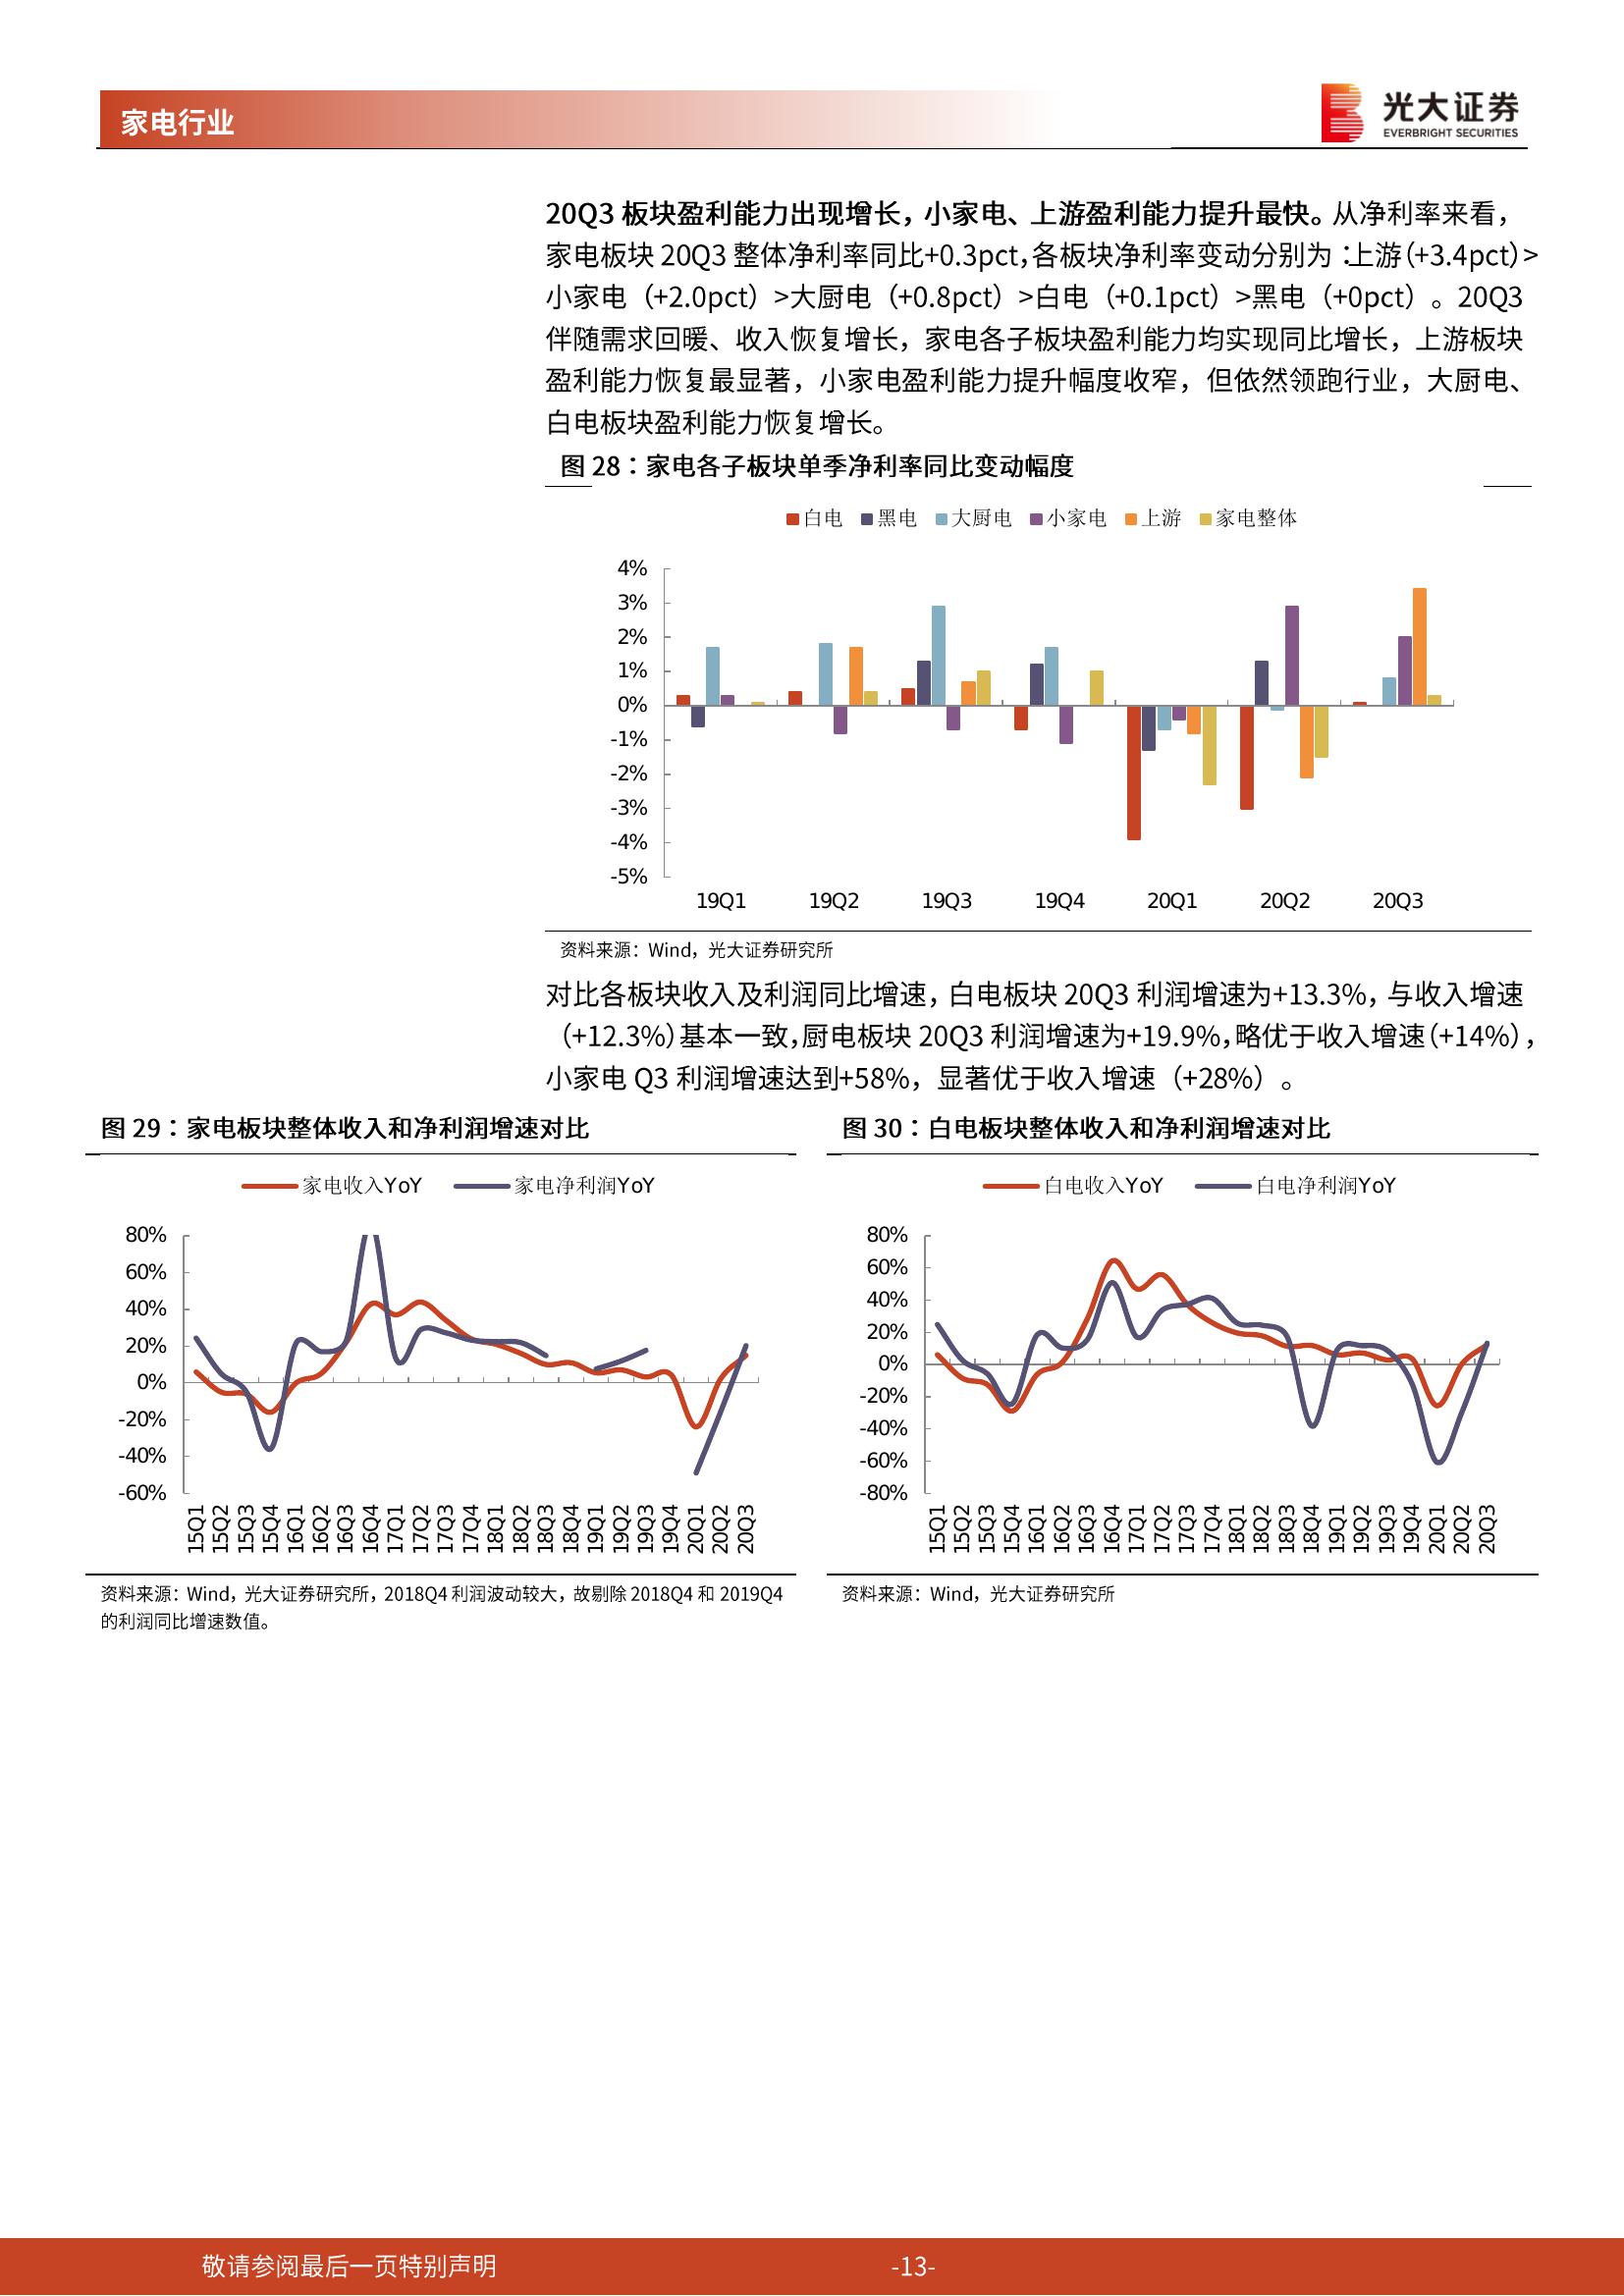 家电行业
光大证券
EVERBRIGHT SECURITIES
20Q3 板块盈利能力出现增长，小家电、上游盈利能力提升最快。从净利率来看，
家电板块 20Q3 整体净利率同比+0.3pct，各板块净利率变动分别为：上游（+3.4pct）>
小家电（+2.0pct）>大厨电（+0.8pct）>白电（+0.1pct）>黑电（+0pct）。20Q3
伴随需求回暖、收入恢复增长，家电各子板块盈利能力均实现同比增长，上游板块
盈利能力恢复最显著，小家电盈利能力提升幅度收窄，但依然领跑行业，大厨电、
白电板块盈利能力恢复增长。
图 28：家电各子板块单季净利率同比变动幅度
白电 黑电 大厨电 小家电 上游 家电整体
4%
3%
2%
1%
0%
-1%
-2%
-3%
-4%
-5%
19Q1 19Q2 19Q3 19Q4 20Q1 20Q2 20Q3
资料来源：Wind，光大证券研究所
对比各板块收入及利润同比增速，白电板块 20Q3 利润增速为+13.3%，与收入增速
（+12.3%）基本一致，厨电板块 20Q3 利润增速为+19.9%，略优于收入增速（+14%），
小家电 Q3 利润增速达到+58%，显著优于收入增速（+28%）。
图 29：家电板块整体收入和净利润增速对比
家电收入YoY 家电净利润YoY
80%
60%
40%
20%
0%
-20%
-40%
-60%
15Q1 15Q2 15Q3 15Q4 16Q1 16Q2 16Q3 16Q4 17Q1 17Q2 17Q3 17Q4 18Q1 18Q2 18Q3 18Q4 19Q1 19Q2 19Q3 19Q4 20Q1 20Q2 20Q3
资料来源：Wind，光大证券研究所，2018Q4 利润波动较大，故剔除 2018Q4 和 2019Q4
的利润同比增速数值。
图 30：白电板块整体收入和净利润增速对比
白电收入YoY 白电净利润YoY
80%
60%
40%
20%
0%
-20%
-40%
-60%
-80%
15Q1 15Q2 15Q3 15Q4 16Q1 16Q2 16Q3 16Q4 17Q1 17Q2 17Q3 17Q4 18Q1 18Q2 18Q3 18Q4 19Q1 19Q2 19Q3 19Q4 20Q1 20Q2 20Q3
资料来源：Wind，光大证券研究所
敬请参阅最后一页特别声明 -13-